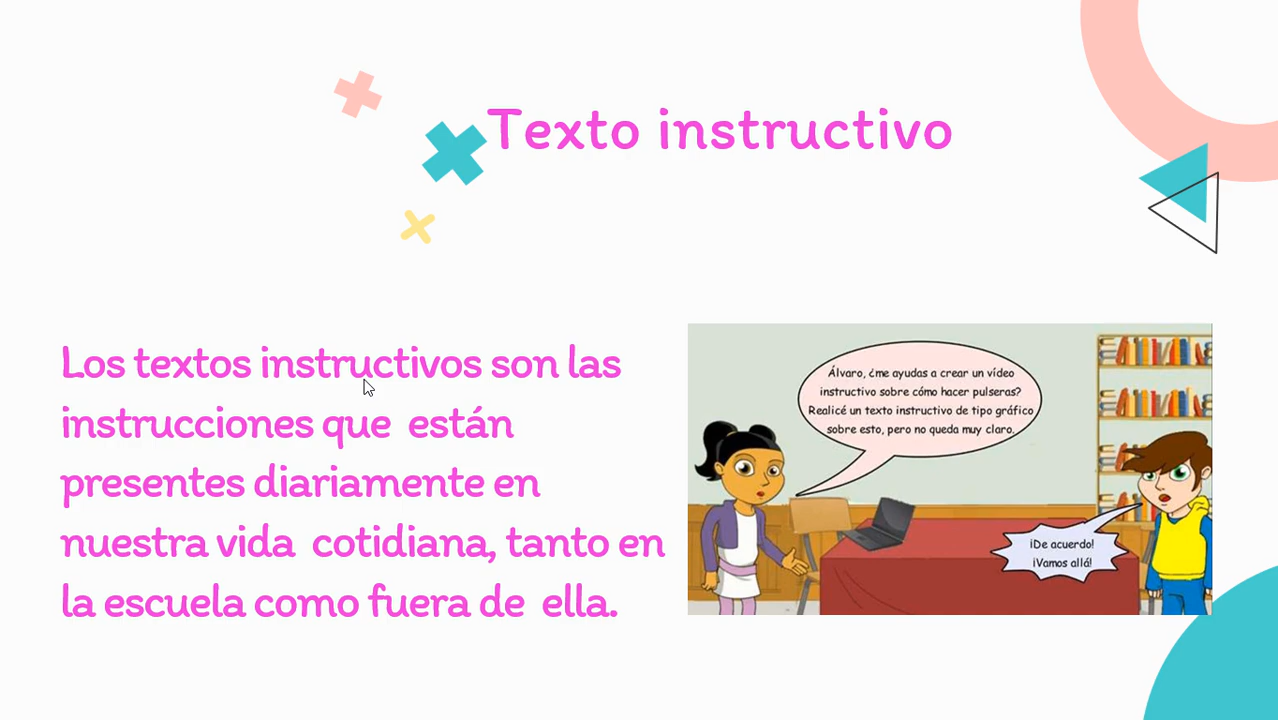 Texto instructivo
Los textos instructivos son las
instrucciones que están
presentes diariamente en
nuestra vida cotidiana, tanto en
la escuela como fuera de ella.
Álvaro, ¿me ayudas a crear un vídeo
instructivo sobre cómo hacer pulseras?
Realicé un texto instructivo de tipo gráfico
sobre esto, pero no queda muy claro.
¡De acuerdo!
¡Vamos allá!